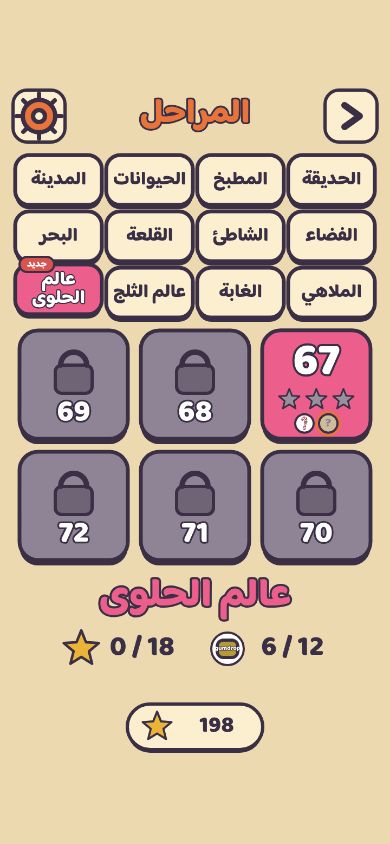 المراحل
الحديقة المطبخ الحيوانات المدينة
الفضاء الشاطئ القلعة البحر
جديد
الملاهي الغابة عالم الثلج عالم الحلوى
67 68 69
? ?
70 71 72
عالم الحلوى
0 / 18 gumdrop 6 / 12
198